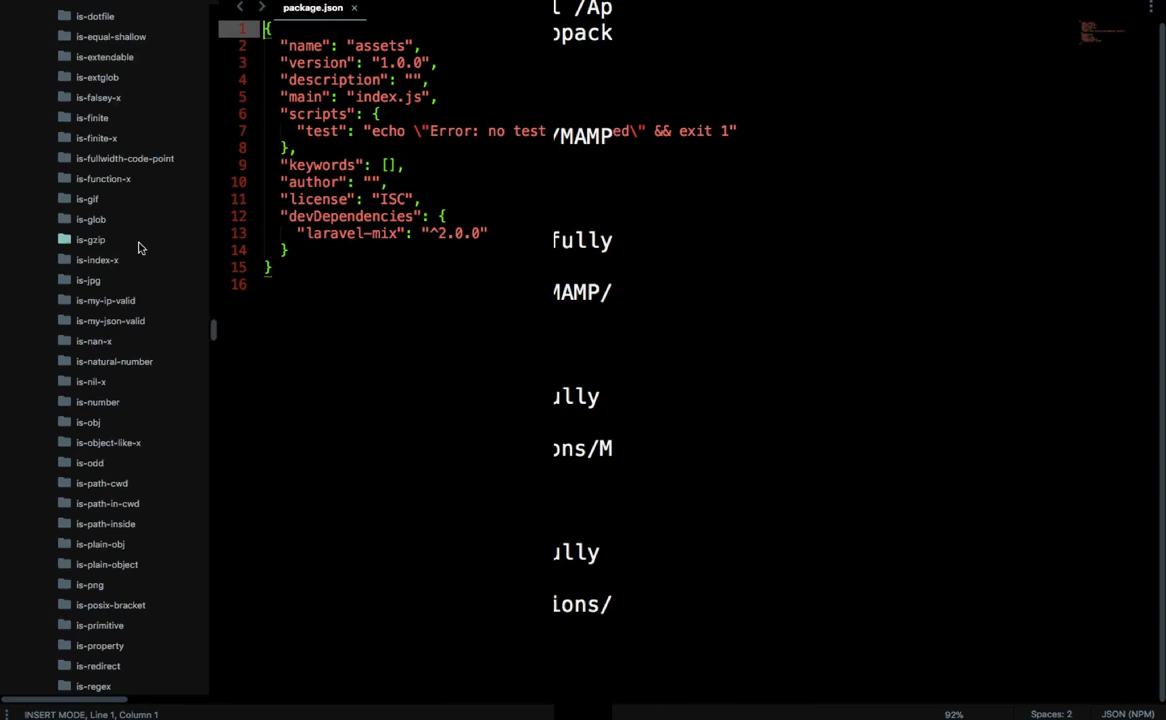 is-dotfile
is-equal-shallow
is-extendable
is-extglob
is-falsey-x
is-finite
is-finite-x
is-fullwidth-code-point
is-function-x
is-gif
is-glob
is-gzip
is-index-x
is-jpg
is-my-ip-valid
is-my-json-valid
is-nan-x
is-natural-number
is-nil-x
is-number
is-obj
is-object-like-x
is-odd
is-path-cwd
is-path-in-cwd
is-path-inside
is-plain-obj
is-plain-object
is-png
is-posix-bracket
is-primitive
is-property
is-redirect
is-regex
package.json ×
1 {
2 "name": "assets",
3 "version": "1.0.0",
4 "description": "",
5 "main": "index.js",
6 "scripts": {
7 "test": "echo \"Error: no test /MAMP ed\" && exit 1"
8 },
9 "keywords": [],
10 "author": "",
11 "license": "ISC",
12 "devDependencies": {
13 "laravel-mix": "^2.0.0"
14 }
15 }
16
/Ap
pack
fully
MAMP/
ully
ons/M
ully
ions/
INSERT MODE, Line 1, Column 1
92%
Spaces: 2
JSON (NPM)